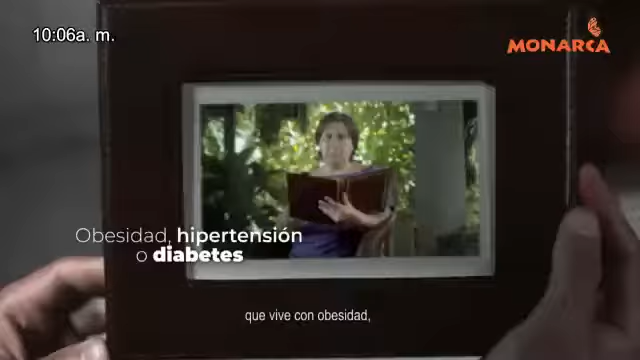 10:06a. m.
MONARCA
Obesidad, hipertensión
o diabetes
que vive con obesidad,